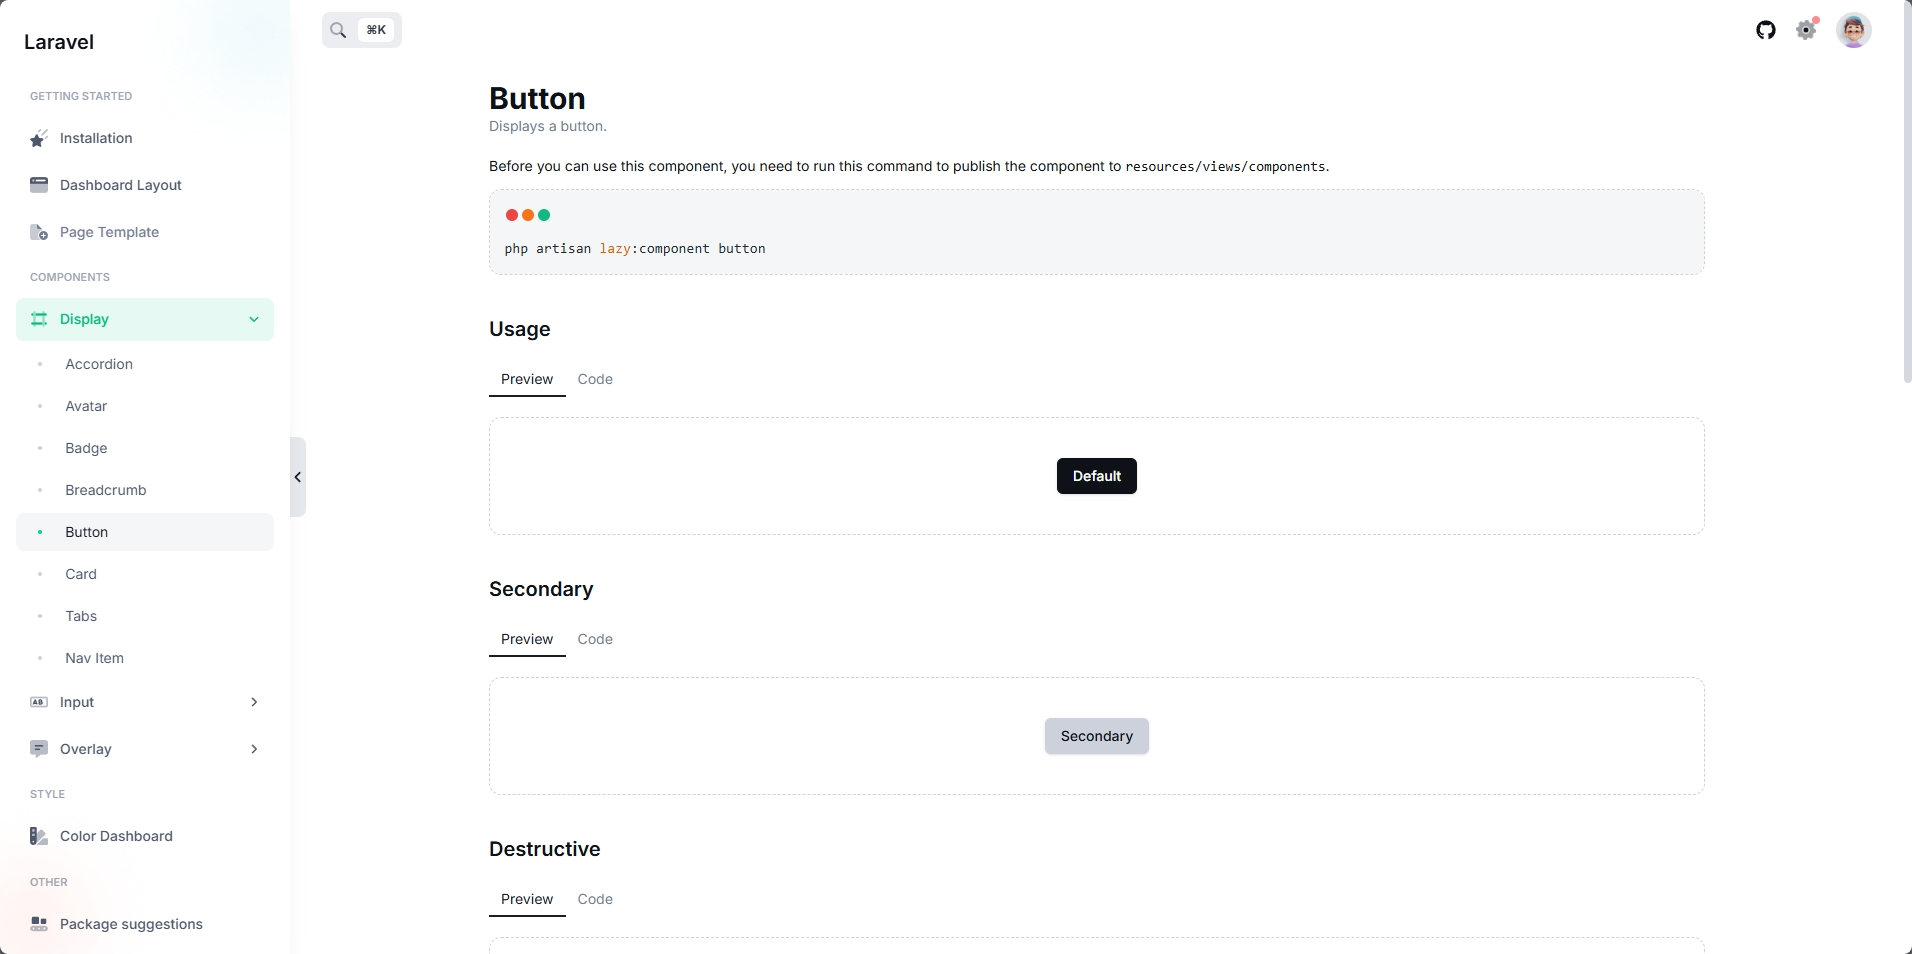 Laravel
GETTING STARTED
Installation
Dashboard Layout
Page Template
COMPONENTS
Display
Accordion
Avatar
Badge
Breadcrumb
Button
Card
Tabs
Nav Item
Input
Overlay
STYLE
Color Dashboard
OTHER
Package suggestions
⌘K
Button
Displays a button.
Before you can use this component, you need to run this command to publish the component to resources/views/components.
php artisan lazy:component button
Usage
Preview Code
Default
Secondary
Preview Code
Secondary
Destructive
Preview Code